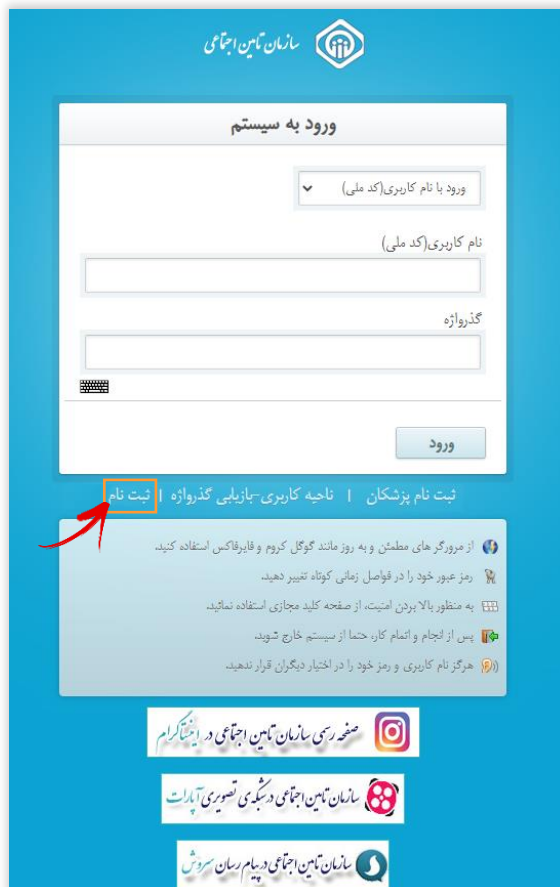 سازمان تامین اجتماعی
ورود به سیستم
ورود با نام کاربری(کد ملی)
نام کاربری(کد ملی)
گذرواژه
ورود
ثبت نام پزشکان | ناحیه کاربری-بازیابی گذرواژه | ثبت نام
از مرورگر های مطمئن و به روز مانند گوگل کروم و فایرفاکس استفاده کنید.
رمز عبور خود را در فواصل زمانی کوتاه تغییر دهید.
به منظور بالا بردن امنیت، از صفحه کلید مجازی استفاده نمائید.
پس از انجام و اتمام کار، حتما از سیستم خارج شوید.
هرگز نام کاربری و رمز خود را در اختیار دیگران قرار ندهید.
صفحه رسمی سازمان تامین اجتماعی در اینستاگرام
سازمان تامین اجتماعی در شبکه ی تصویری آپارات
سازمان تامین اجتماعی در پیام رسان سروش